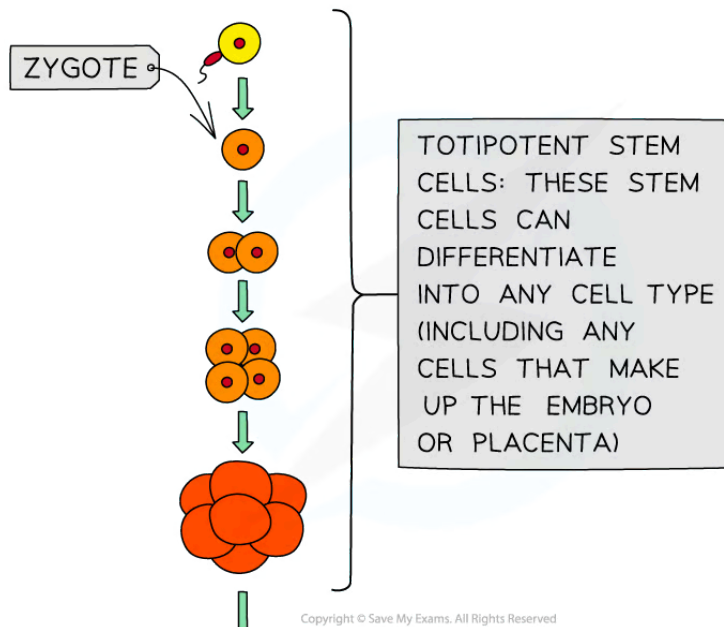 ZYGOTE
TOTIPOTENT STEM
CELLS: THESE STEM
CELLS CAN
DIFFERENTIATE
INTO ANY CELL TYPE
(INCLUDING ANY
CELLS THAT MAKE
UP THE EMBRYO
OR PLACENTA)
Copyright © Save My Exams. All Rights Reserved